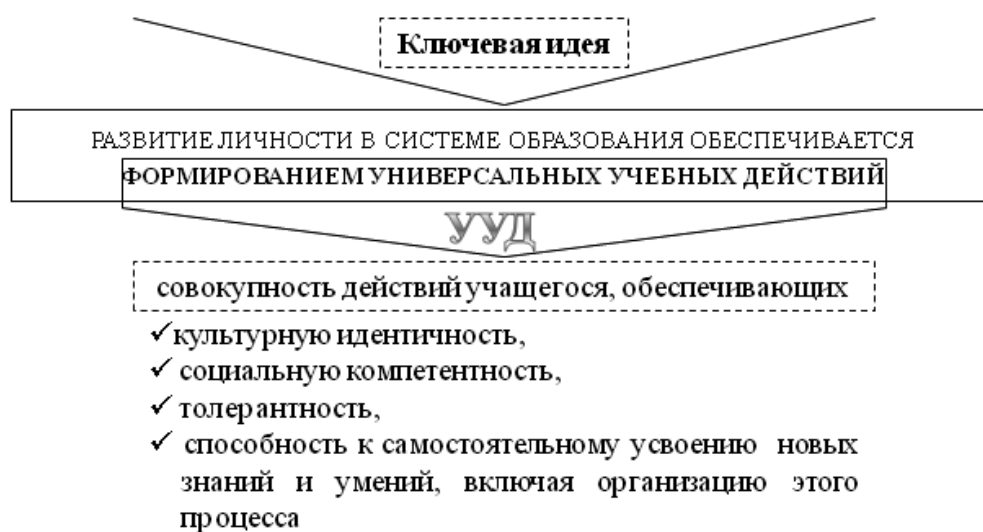 Ключевая идея
РАЗВИТИЕ ЛИЧНОСТИ В СИСТЕМЕ ОБРАЗОВАНИЯ ОБЕСПЕЧИВАЕТСЯ
ФОРМИРОВАНИЕМ УНИВЕРСАЛЬНЫХ УЧЕБНЫХ ДЕЙСТВИЙ
УУД
совокупность действий учащегося, обеспечивающих
✓ культурную идентичность,
✓ социальную компетентность,
✓ толерантность,
✓ способность к самостоятельному усвоению новых
знаний и умений, включая организацию этого
процесса